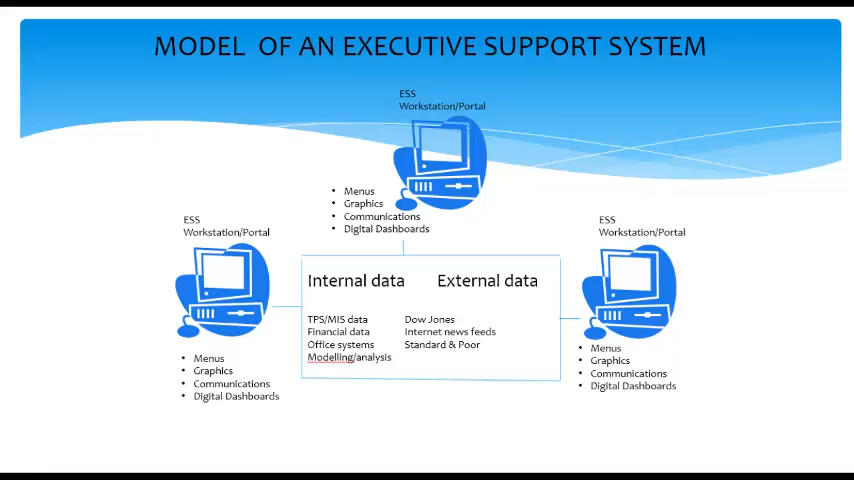 MODEL OF AN EXECUTIVE SUPPORT SYSTEM
ESS
Workstation/Portal
• Menus
• Graphics
• Communications
• Digital Dashboards
ESS
Workstation/Portal
• Menus
• Graphics
• Communications
• Digital Dashboards
Internal data
TPS/MIS data
Financial data
Office systems
Modelling/analysis
External data
Dow Jones
Internet news feeds
Standard & Poor
ESS
Workstation/Portal
• Menus
• Graphics
• Communications
• Digital Dashboards